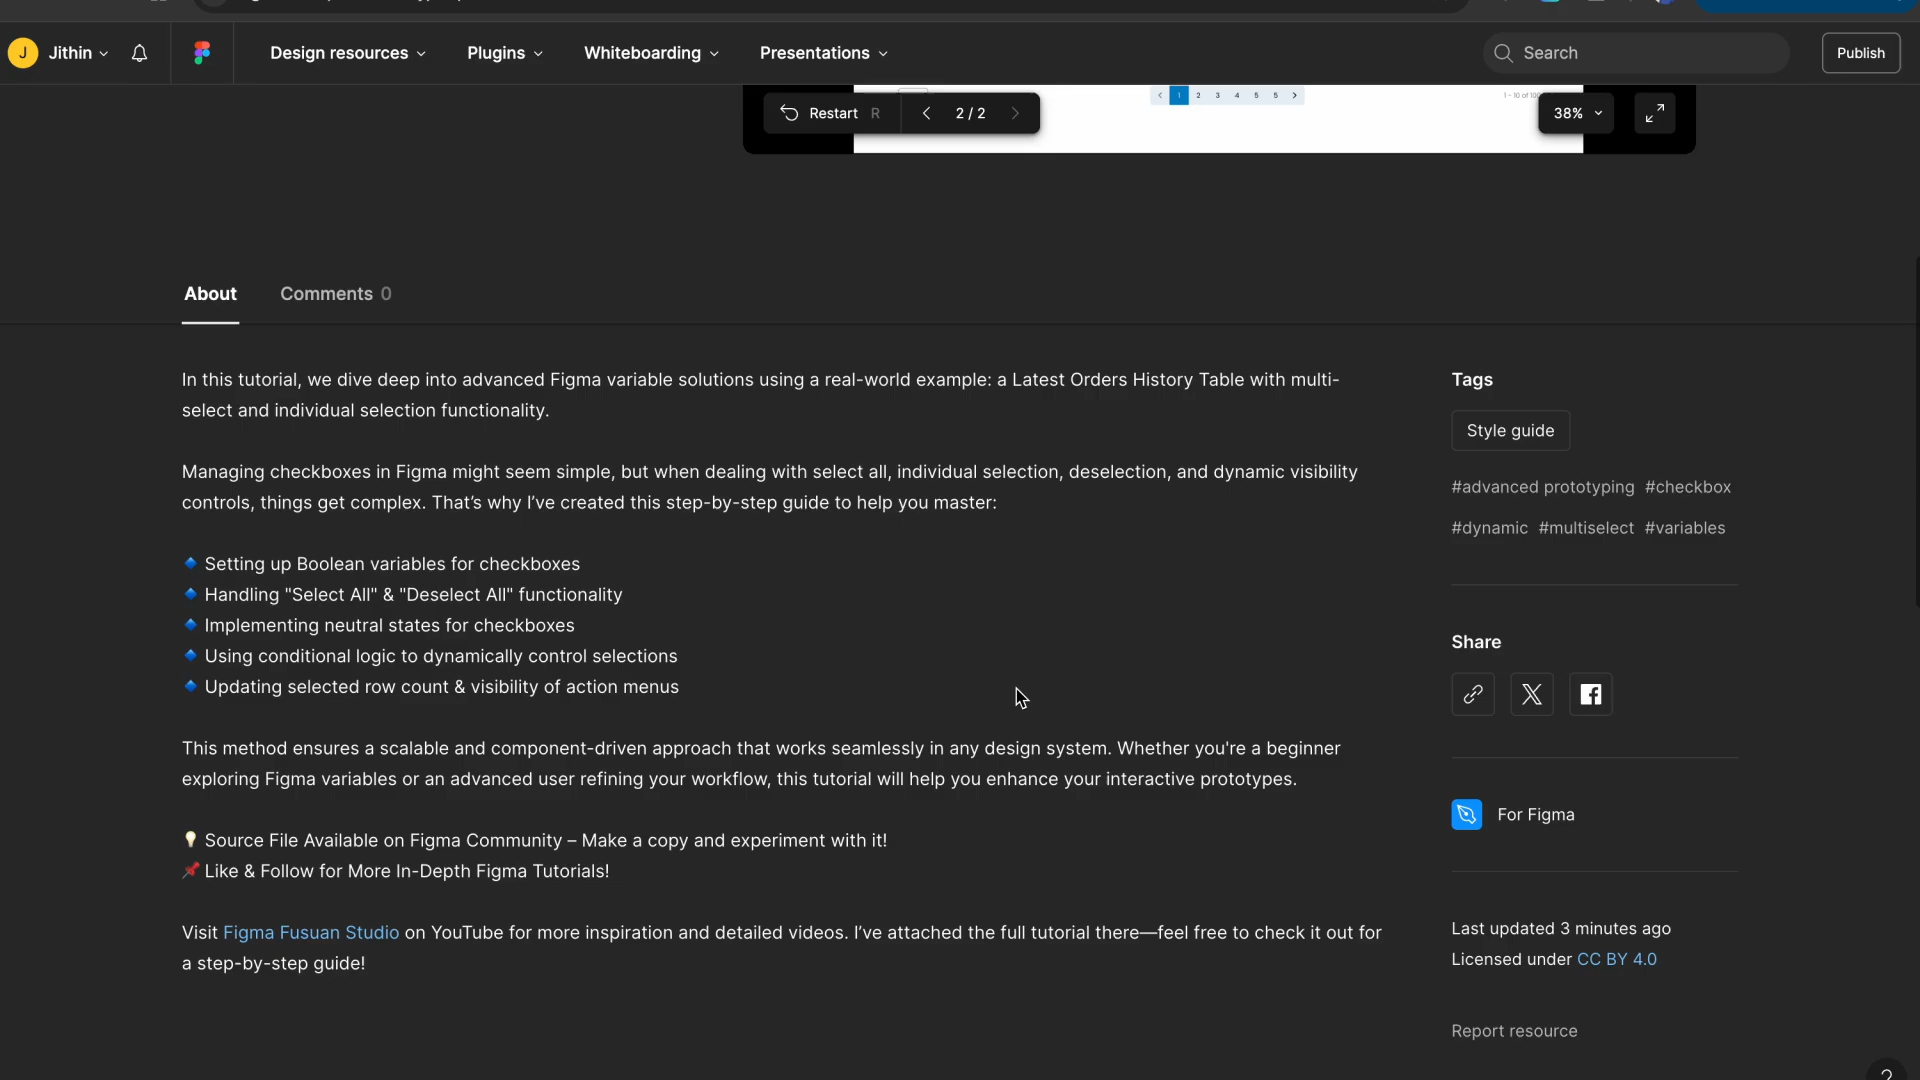 J Jithin
Design resources
Plugins
Whiteboarding
Presentations
Search
Publish
Restart R
2 / 2
1 2 3 4 5 5
38%
About
Comments 0
In this tutorial, we dive deep into advanced Figma variable solutions using a real-world example: a Latest Orders History Table with multi-
select and individual selection functionality.
Managing checkboxes in Figma might seem simple, but when dealing with select all, individual selection, deselection, and dynamic visibility
controls, things get complex. That’s why I’ve created this step-by-step guide to help you master:
🔹 Setting up Boolean variables for checkboxes
🔹 Handling "Select All" & "Deselect All" functionality
🔹 Implementing neutral states for checkboxes
🔹 Using conditional logic to dynamically control selections
🔹 Updating selected row count & visibility of action menus
This method ensures a scalable and component-driven approach that works seamlessly in any design system. Whether you're a beginner
exploring Figma variables or an advanced user refining your workflow, this tutorial will help you enhance your interactive prototypes.
💡 Source File Available on Figma Community – Make a copy and experiment with it!
📌 Like & Follow for More In-Depth Figma Tutorials!
Visit Figma Fusuan Studio on YouTube for more inspiration and detailed videos. I’ve attached the full tutorial there—feel free to check it out for
a step-by-step guide!
Tags
Style guide
#advanced prototyping #checkbox
#dynamic #multiselect #variables
Share
For Figma
Last updated 3 minutes ago
Licensed under CC BY 4.0
Report resource
?